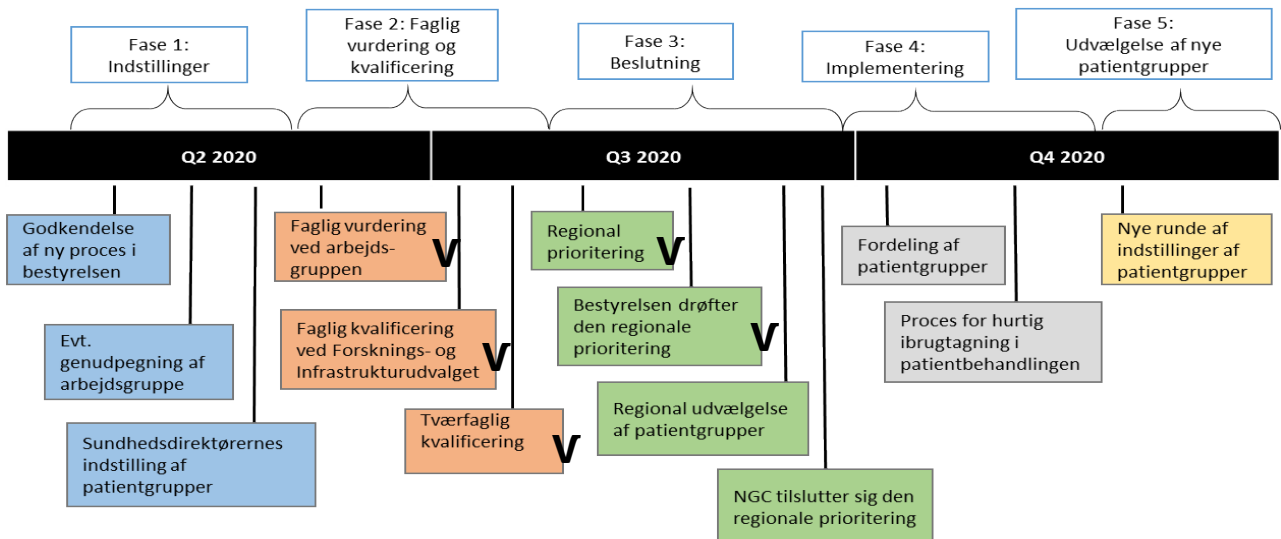 Fase 1:
Indstillinger
Fase 2: Faglig
vurdering og
kvalificering
Fase 3:
Beslutning
Fase 4:
Implementering
Fase 5:
Udvælgelse af nye
patientgrupper
Q2 2020
Q3 2020
Q4 2020
Godkendelse
af ny proces i
bestyrelsen
Evt.
genudpegning af
arbejdsgruppe
Sundhedsdirektørernes
indstilling af
patientgrupper
Faglig vurdering
ved arbejds-
gruppen
V
Faglig kvalificering
ved Forsknings- og
Infrastrukturudvalget
V
Tværfaglig
kvalificering
V
Regional
prioritering
V
Bestyrelsen drøfter
den regionale
prioritering
V
Regional udvælgelse
af patientgrupper
NGC tilslutter sig den
regionale prioritering
Fordeling af
patientgrupper
Proces for hurtig
ibrugtagning i
patientbehandlingen
Nye runde af
indstillinger af
patientgrupper